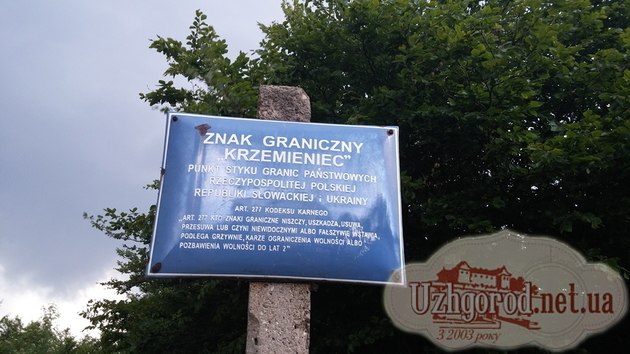 ZNAK GRANICZNY
„KRZEMIENIEC”
PUNKT STYKU GRANIC PAŃSTWOWYCH
RZECZYPOSPOLITEJ POLSKIEJ
REPUBLIKI SŁOWACKIEJ i UKRAINY
ART. 277 KODEKSU KARNEGO
„ART. 277 KTO ZNAKI GRANICZNE NISZCZY, USZKADZA, USUWA,
PRZESUWA LUB CZYNI NIEWIDOCZNYMI ALBO FAŁSZYWIE WSTAWIA,
PODLEGA GRZYWNIE, KARZE OGRANICZENIA WOLNOŚCI ALBO
POZBAWIENIA WOLNOŚCI DO LAT 2”
Uzhgorod.net.ua
З 2003 року